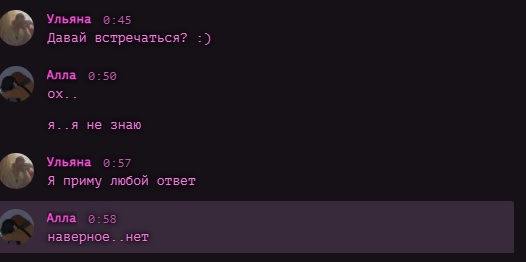 Ульяна 0:45
Давай встречаться? :)
Алла 0:50
ох..
я..я не знаю
Ульяна 0:57
Я приму любой ответ
Алла 0:58
наверное..нет